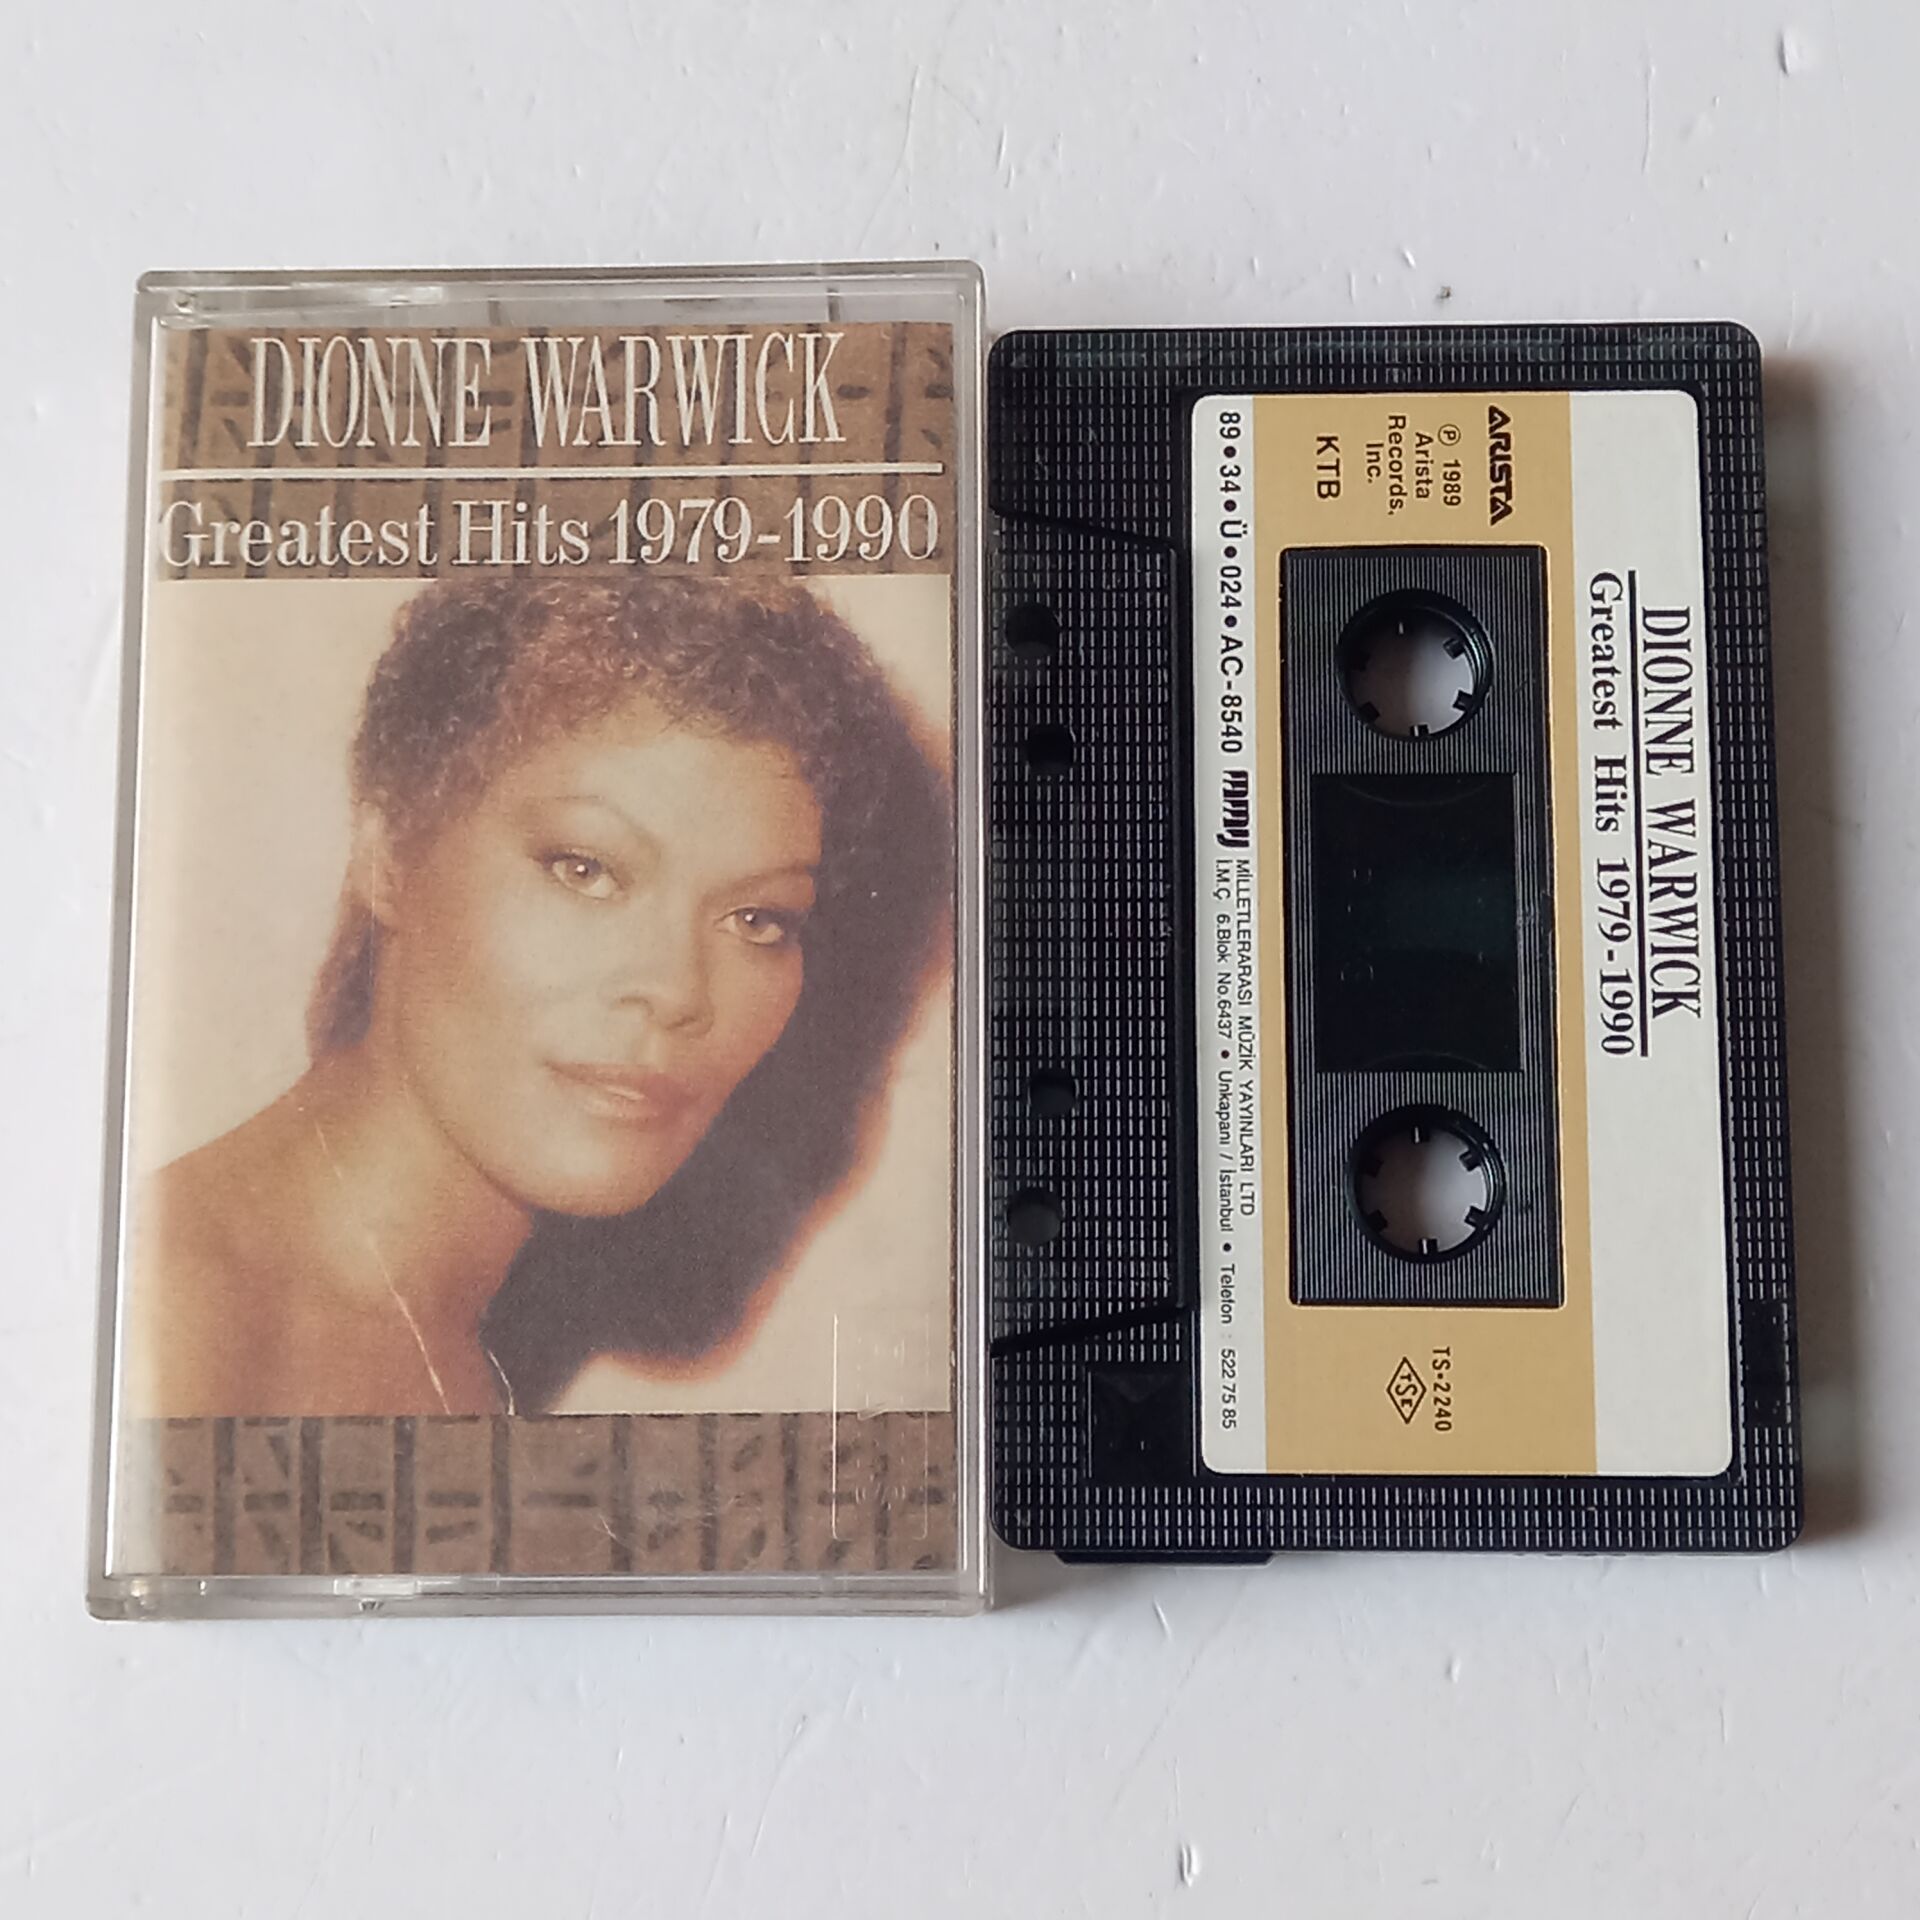 DIONNE WARWICK
Greatest Hits 1979-1990
DIONNE WARWICK
Greatest Hits 1979-1990
ARISTA
℗ 1989
Arista
Records,
Inc.
KTB
TS•2240
TSE
89•34•Ü•024•AC-8540
MİLLETLERARASI MÜZİK YAYINLARI LTD
İ.M.Ç 6.Blok No.6437 • Unkapanı / İstanbul • Telefon : 522 75 85